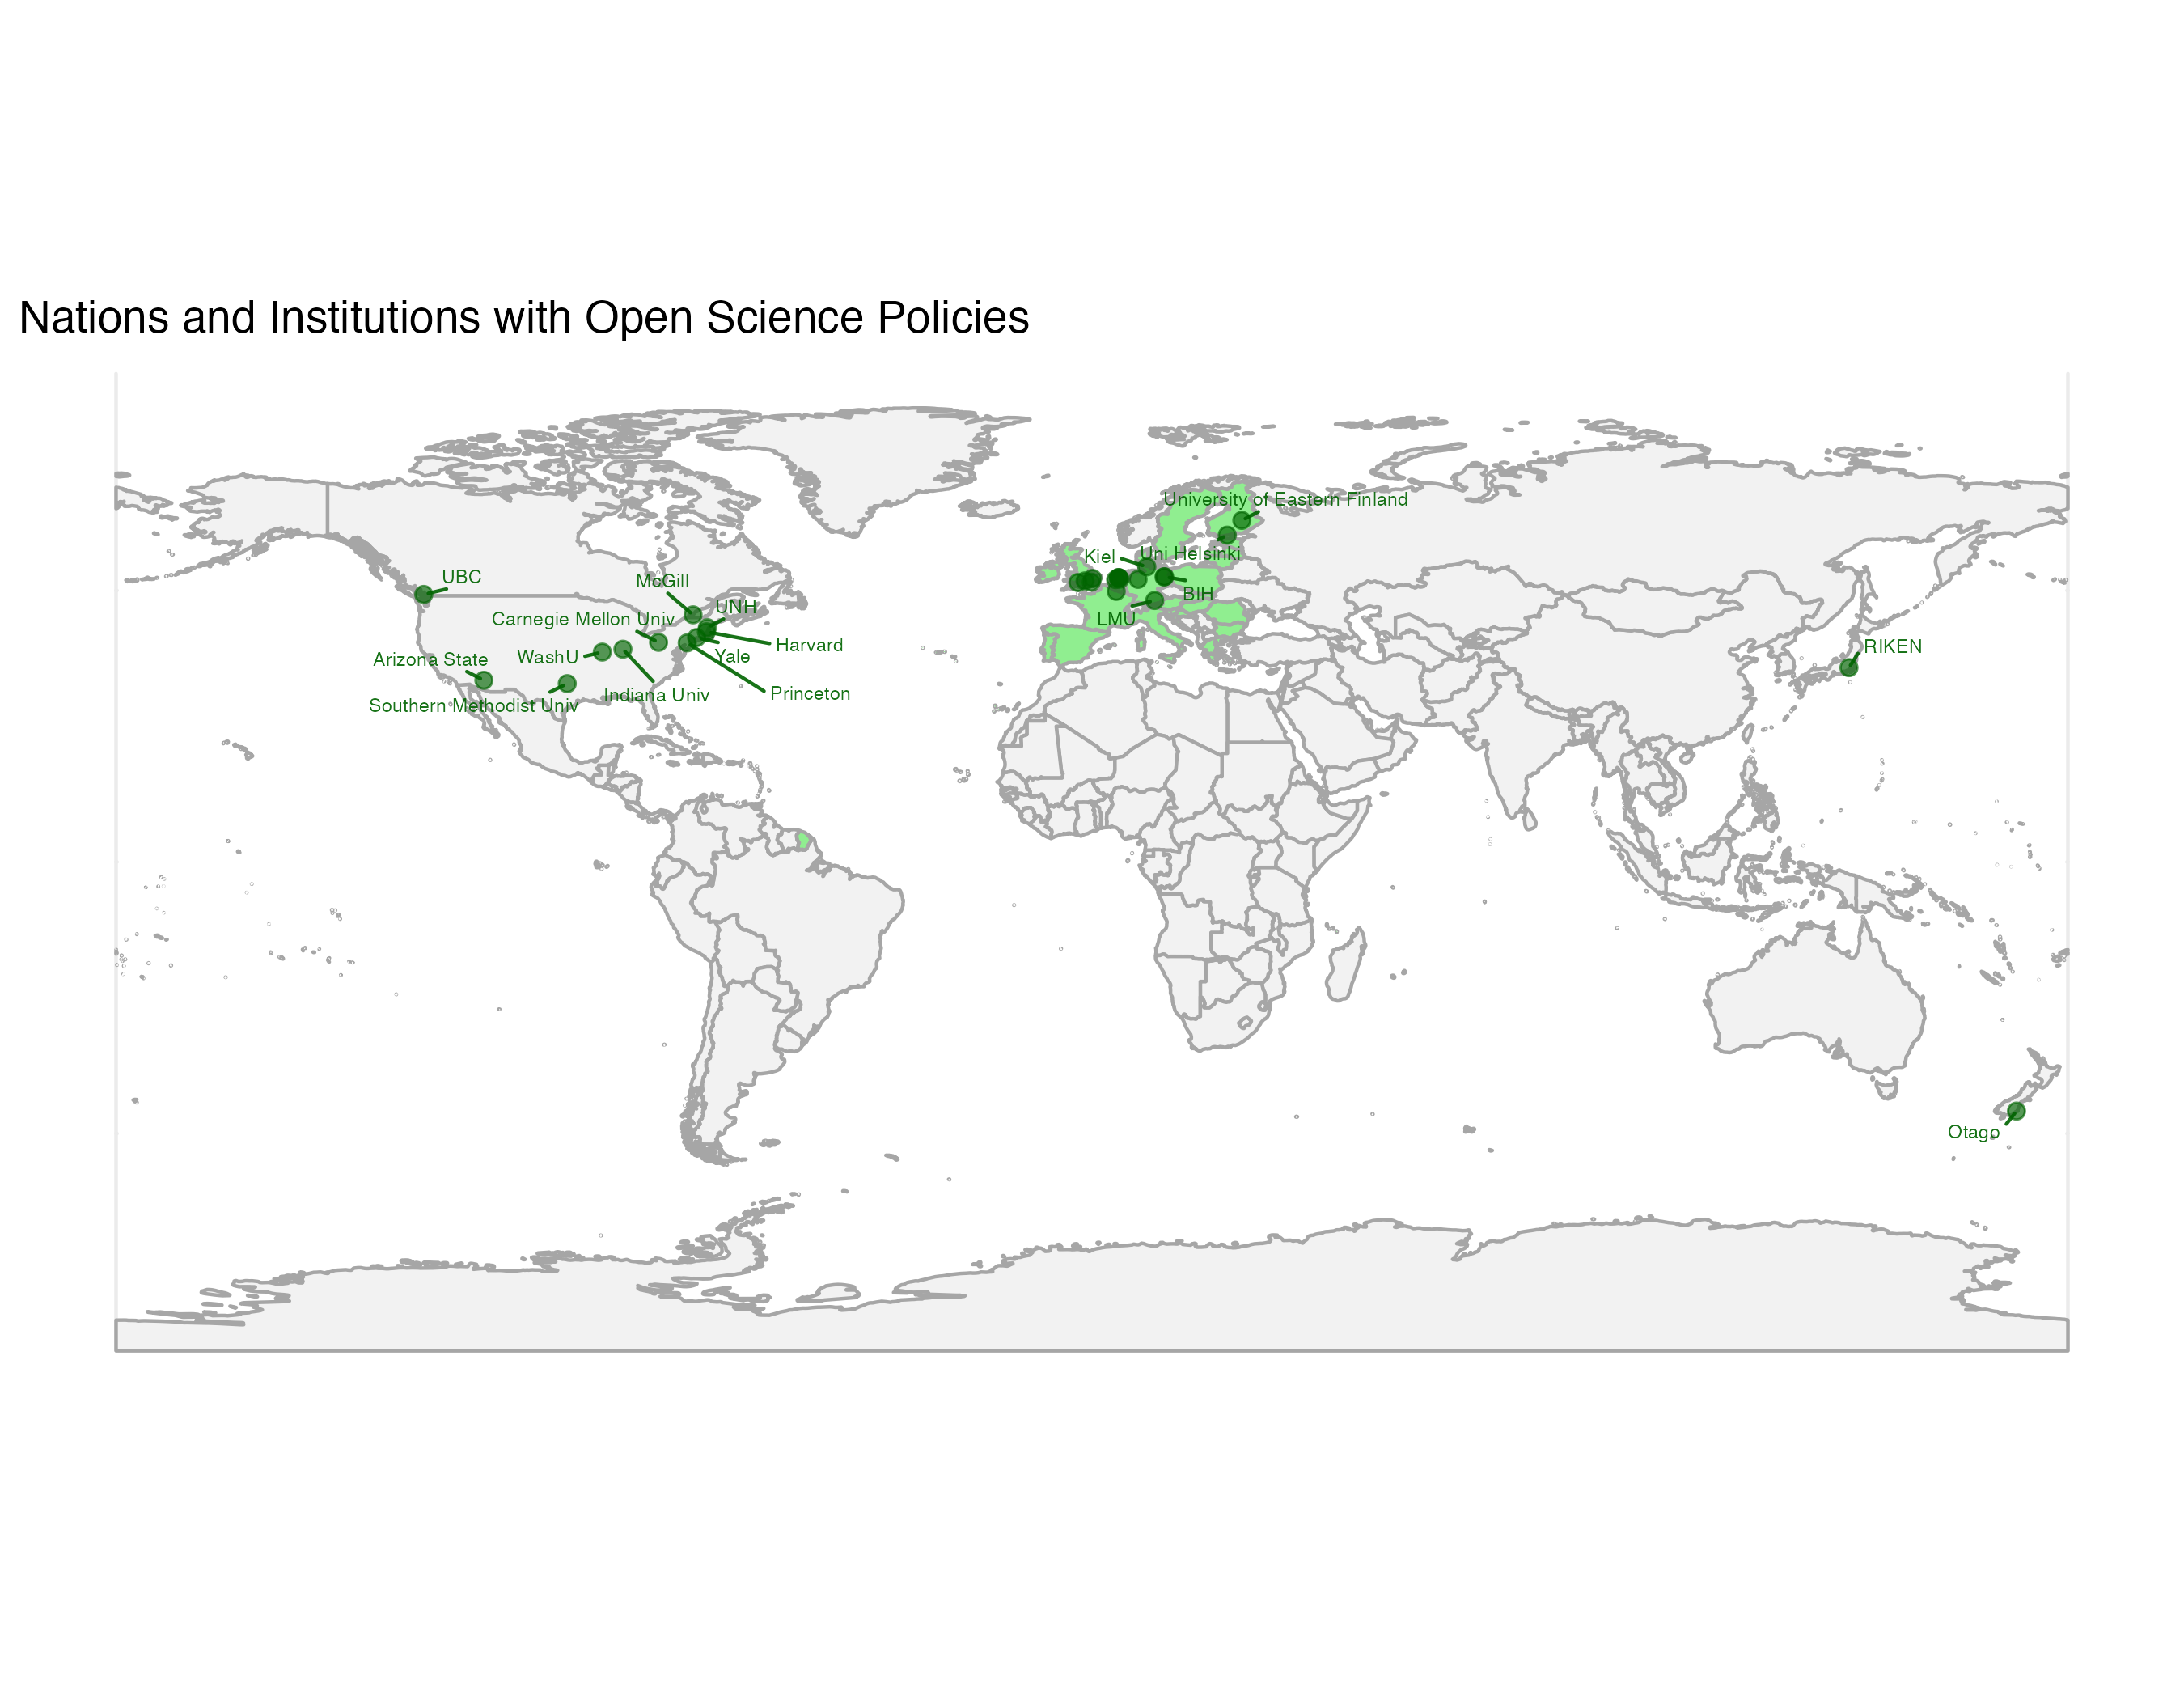 Nations and Institutions with Open Science Policies
University of Eastern Finland
Kiel
Uni Helsinki
UBC
McGill
BIH
UNH
LMU
Carnegie Mellon Univ
Harvard
RIKEN
Arizona State
WashU
Yale
Southern Methodist Univ
Indiana Univ
Princeton
Otago